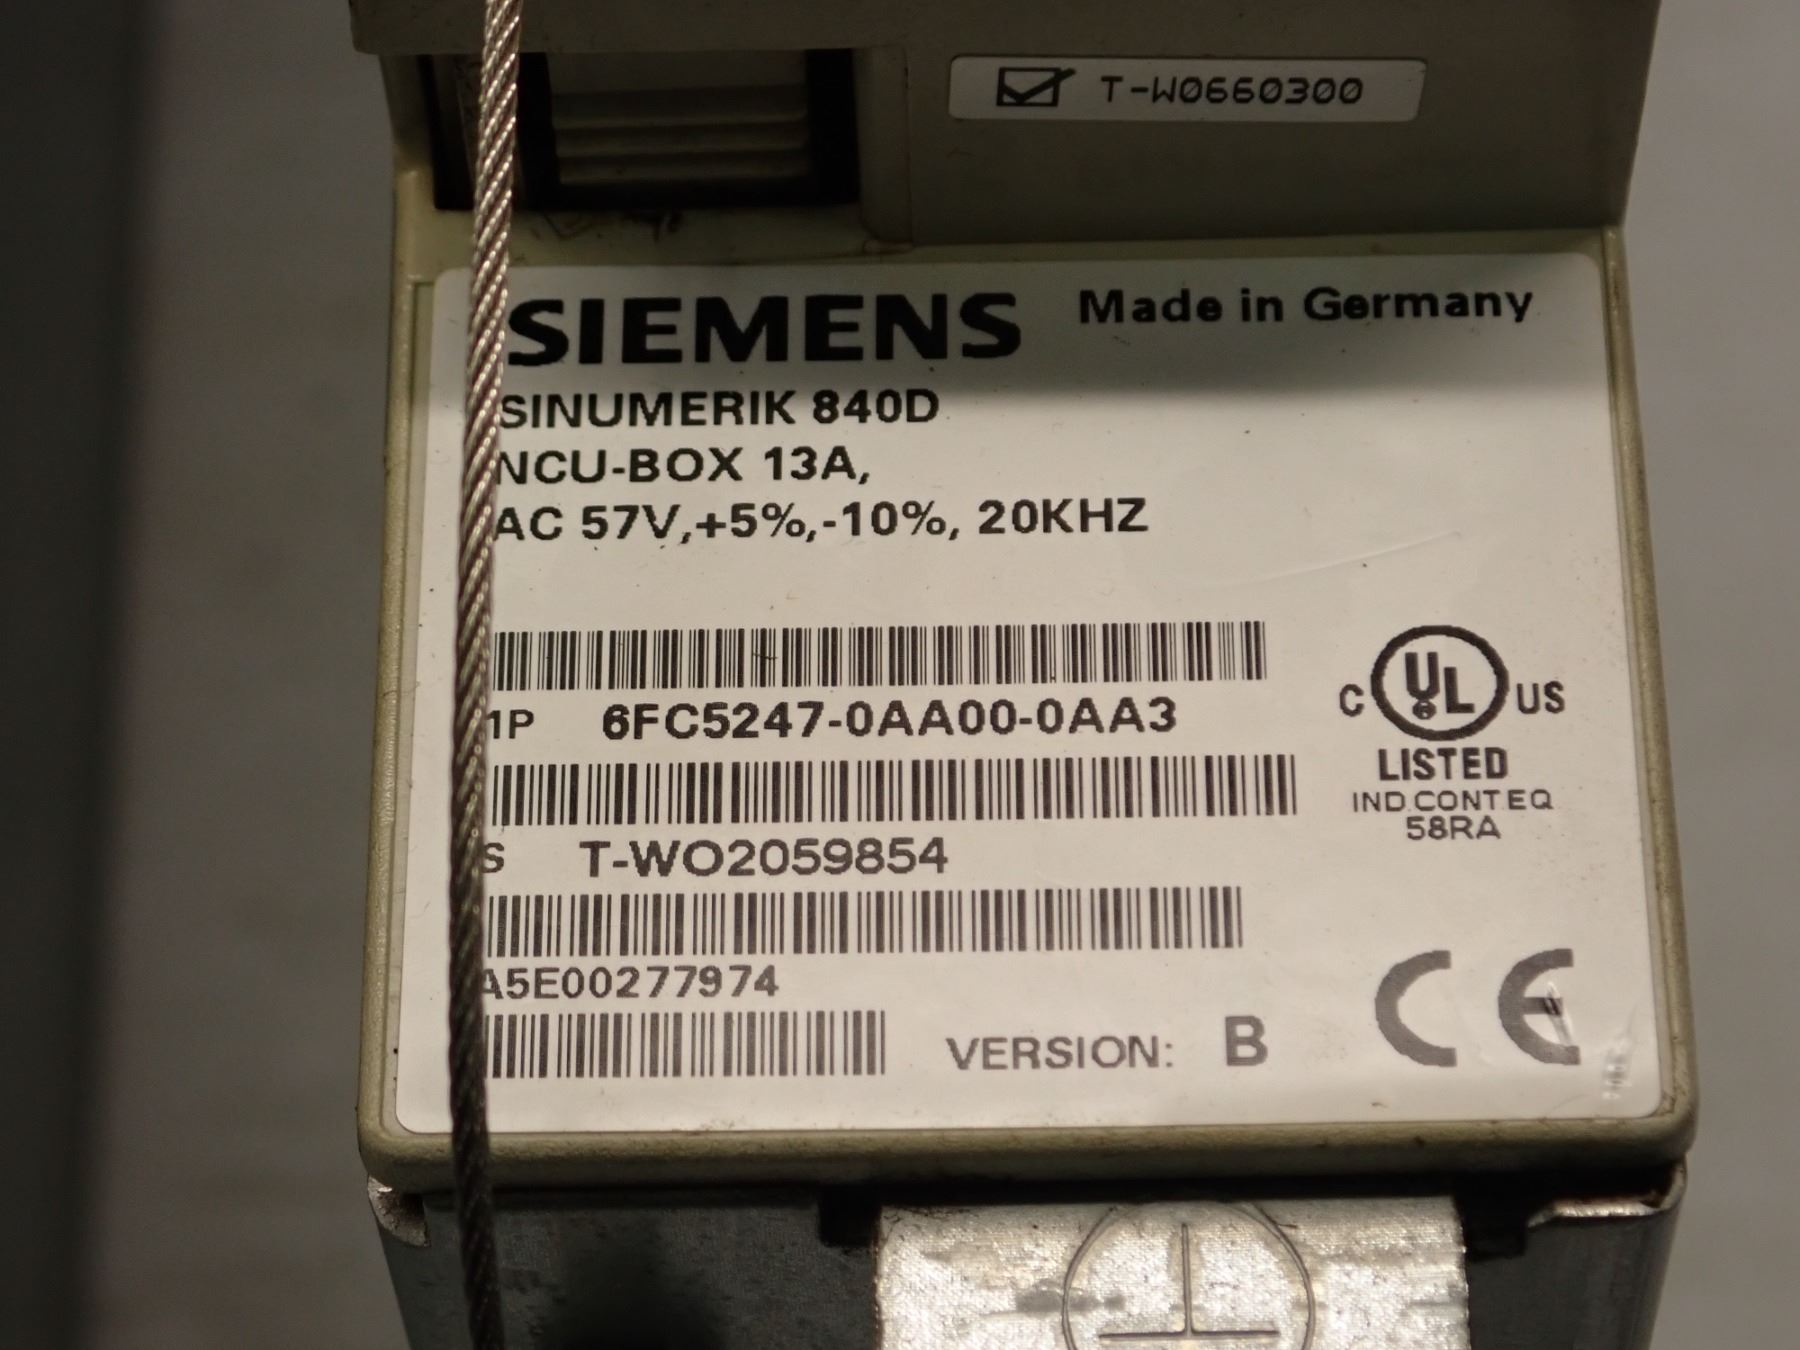 T-W0660300
SIEMENS Made in Germany
SINUMERIK 840D
NCU-BOX 13A,
AC 57V,+5%,-10%, 20KHZ
1P 6FC5247-0AA00-0AA3
C UL US
LISTED
IND.CONT.EQ
58RA
S T-WO2059854
A5E00277974
VERSION: B
CE